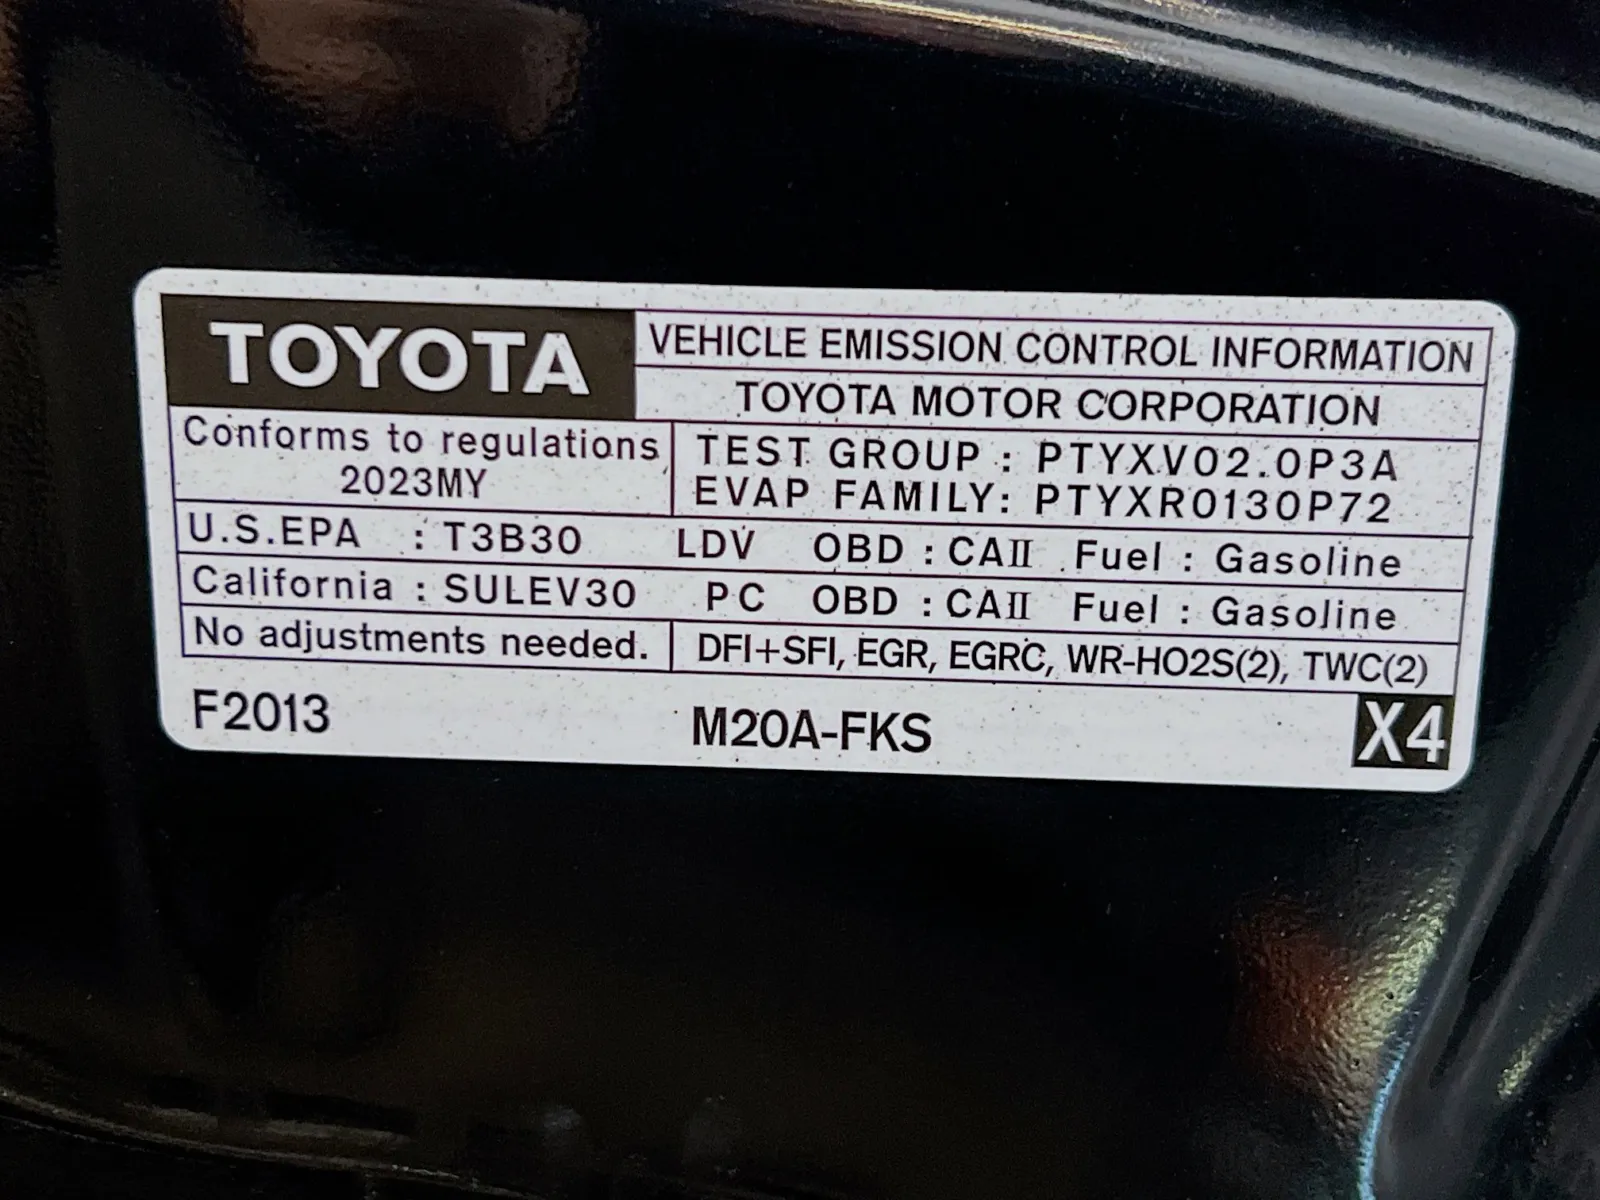 TOYOTA
VEHICLE EMISSION CONTROL INFORMATION
TOYOTA MOTOR CORPORATION
Conforms to regulations
2023MY
TEST GROUP : PTYXV02.0P3A
EVAP FAMILY: PTYXR0130P72
U.S.EPA : T3B30 LDV OBD : CAII Fuel : Gasoline
California : SULEV30 PC OBD : CAII Fuel : Gasoline
No adjustments needed.
DFI+SFI, EGR, EGRC, WR-HO2S(2), TWC(2)
F2013 M20A-FKS X4